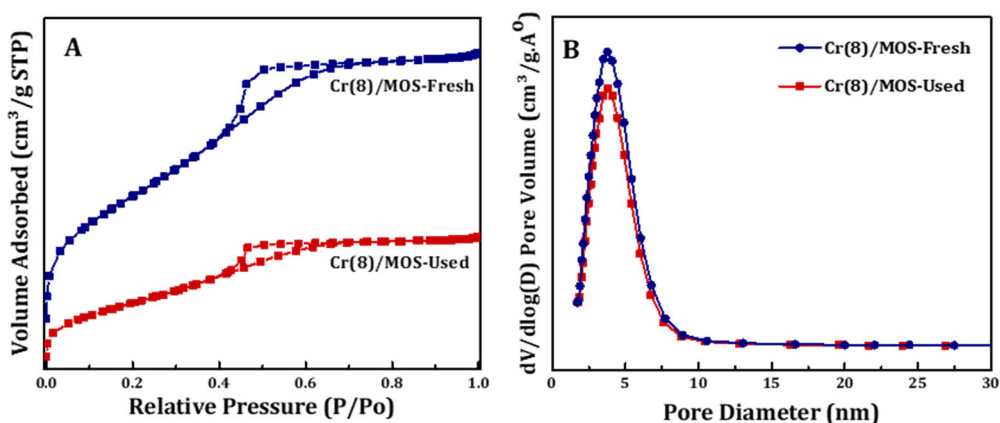 A
Volume Adsorbed (cm³/g STP)
Cr(8)/MOS-Fresh
Cr(8)/MOS-Used
0.0 0.2 0.4 0.6 0.8 1.0
Relative Pressure (P/Po)
B
dV/dlog(D) Pore Volume (cm³/g.A⁰)
Cr(8)/MOS-Fresh
Cr(8)/MOS-Used
0 5 10 15 20 25 30
Pore Diameter (nm)